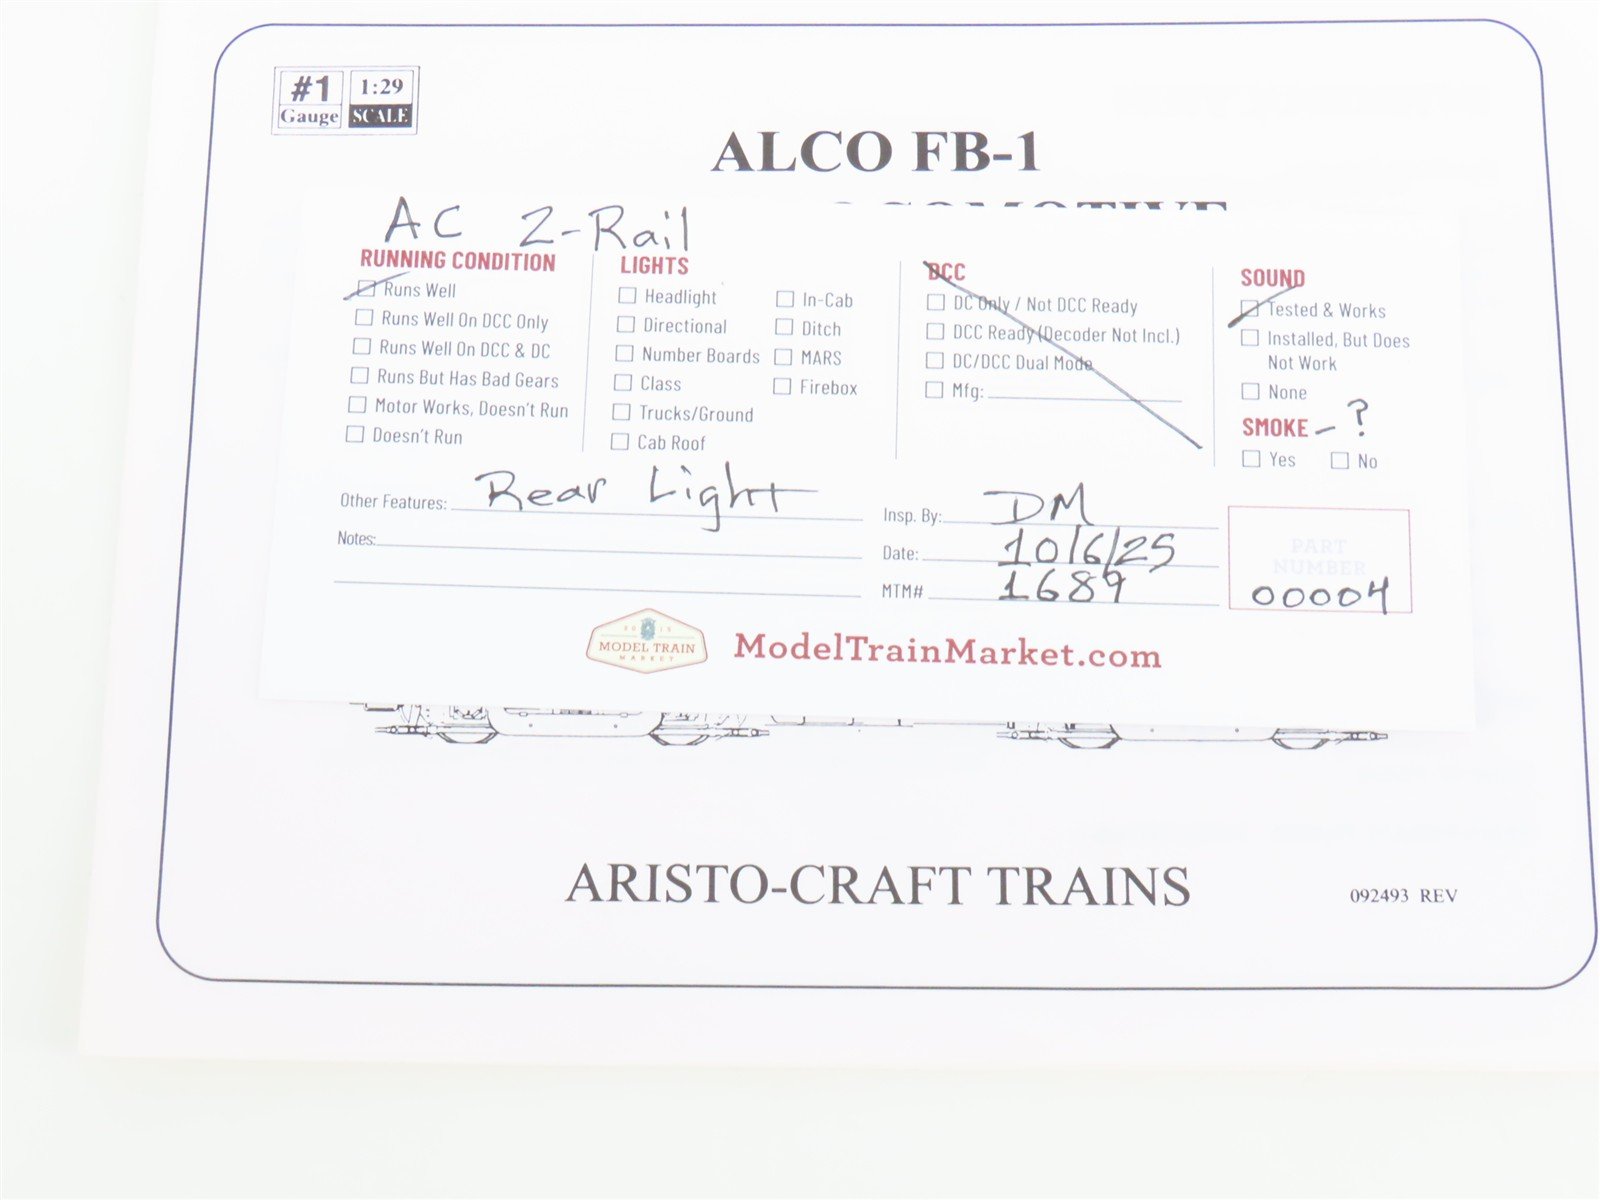 #1 1:29
Gauge SCALE
ALCO FB-1
AC 2-Rail
RUNNING CONDITION
Runs Well
Runs Well On DCC Only
Runs Well On DCC & DC
Runs But Has Bad Gears
Motor Works, Doesn't Run
Doesn't Run
LIGHTS
Headlight In-Cab
Directional Ditch
Number Boards MARS
Class Firebox
Trucks/Ground
Cab Roof
DCC
DC Only / Not DCC Ready
DCC Ready (Decoder Not Incl.)
DC/DCC Dual Mode
Mfg:
SOUND
Tested & Works
Installed, But Does
Not Work
None
SMOKE - ?
Yes No
Other Features: Rear Light
Notes:
Insp. By: DM
Date: 10/6/25
MTM# 1689
PART
NUMBER
00004
2015
MODEL TRAIN
MARKET
ModelTrainMarket.com
ARISTO-CRAFT TRAINS
092493 REV